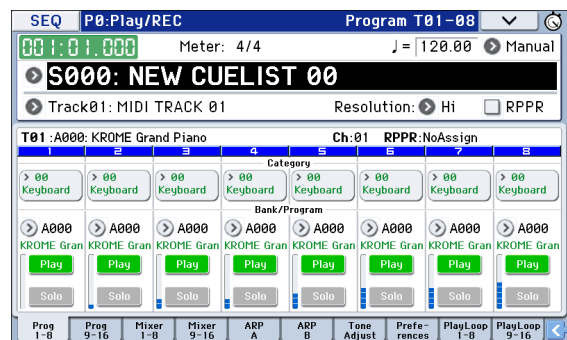 SEQ P0:Play/REC Program T01-08
001:01.000 Meter: 4/4 ♩= 120.00 Manual
S000: NEW CUELIST 00
Track01: MIDI TRACK 01 Resolution: Hi RPPR
T01:A000: KROME Grand Piano Ch:01 RPPR:NoAssign
1 2 3 4 5 6 7 8
Category
> 00 > 00 > 00 > 00 > 00 > 00 > 00 > 00
Keyboard Keyboard Keyboard Keyboard Keyboard Keyboard Keyboard Keyboard
Bank/Program
A000 A000 A000 A000 A000 A000 A000 A000
KROME Gran KROME Gran KROME Gran KROME Gran KROME Gran KROME Gran KROME Gran KROME Gran
Play Play Play Play Play Play Play Play
Solo Solo Solo Solo Solo Solo Solo Solo
Prog 1-8 Prog 9-16 Mixer 1-8 Mixer 9-16 ARP A ARP B Tone Adjust Prefe-rences PlayLoop 1-8 PlayLoop 9-16